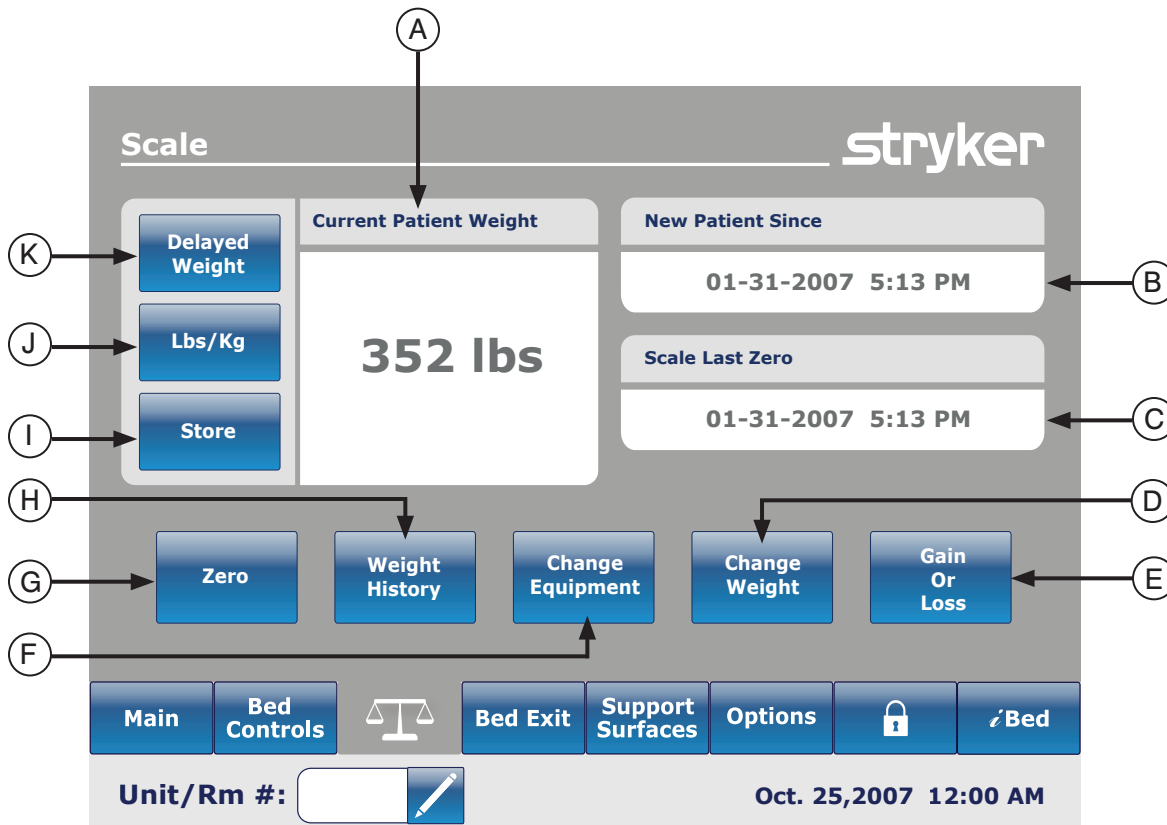 A
Scale
stryker
K
Delayed
Weight
Current Patient Weight
New Patient Since
01-31-2007 5:13 PM
B
J
Lbs/Kg
352 lbs
Scale Last Zero
01-31-2007 5:13 PM
C
I
Store
H
D
G
Zero
Weight
History
Change
Equipment
Change
Weight
Gain
Or
Loss
E
F
Main
Bed
Controls
Bed Exit
Support
Surfaces
Options
iBed
Unit/Rm #:
Oct. 25,2007 12:00 AM